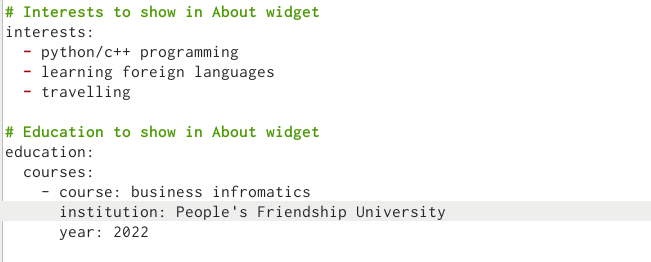 # Interests to show in About widget
interests:
  - python/c++ programming
  - learning foreign languages
  - travelling

# Education to show in About widget
education:
  courses:
    - course: business infromatics
      institution: People's Friendship University
      year: 2022